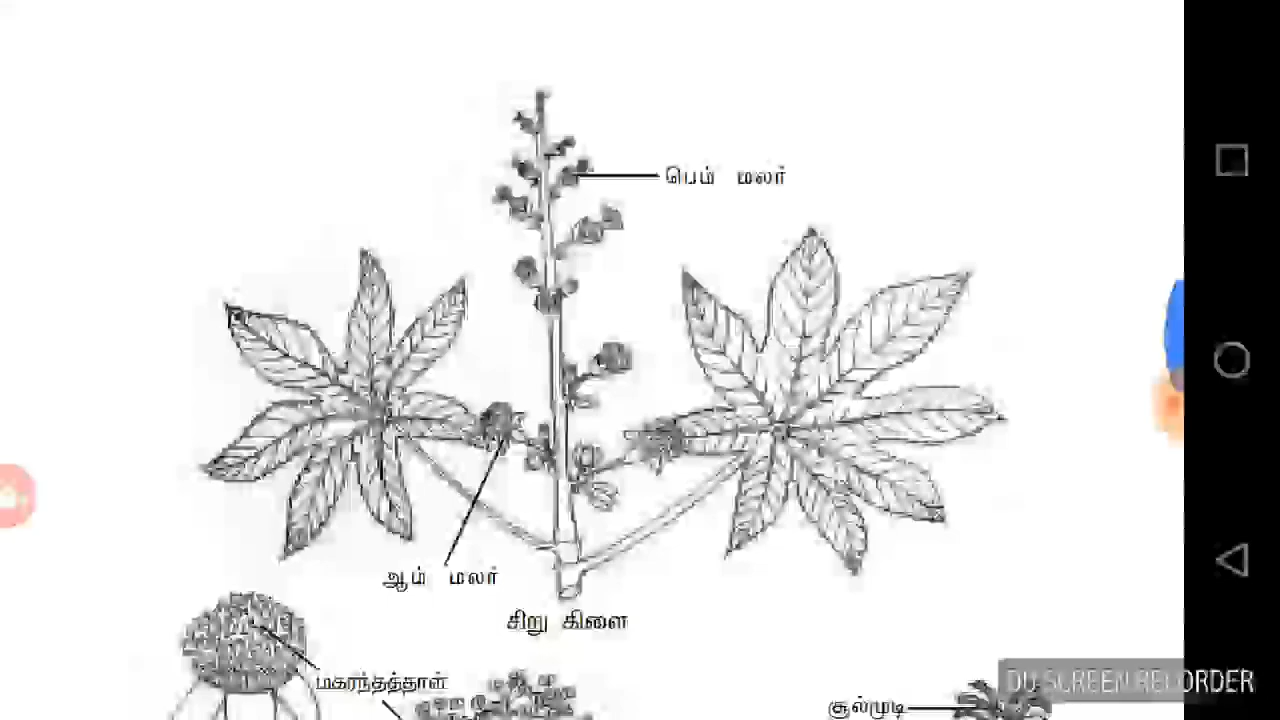 பெம் மலர்
ஆம் மலர்
சிறு கிளை
மகரந்தத்தாள்
சூல்முடி
DU SCREEN RECORDER